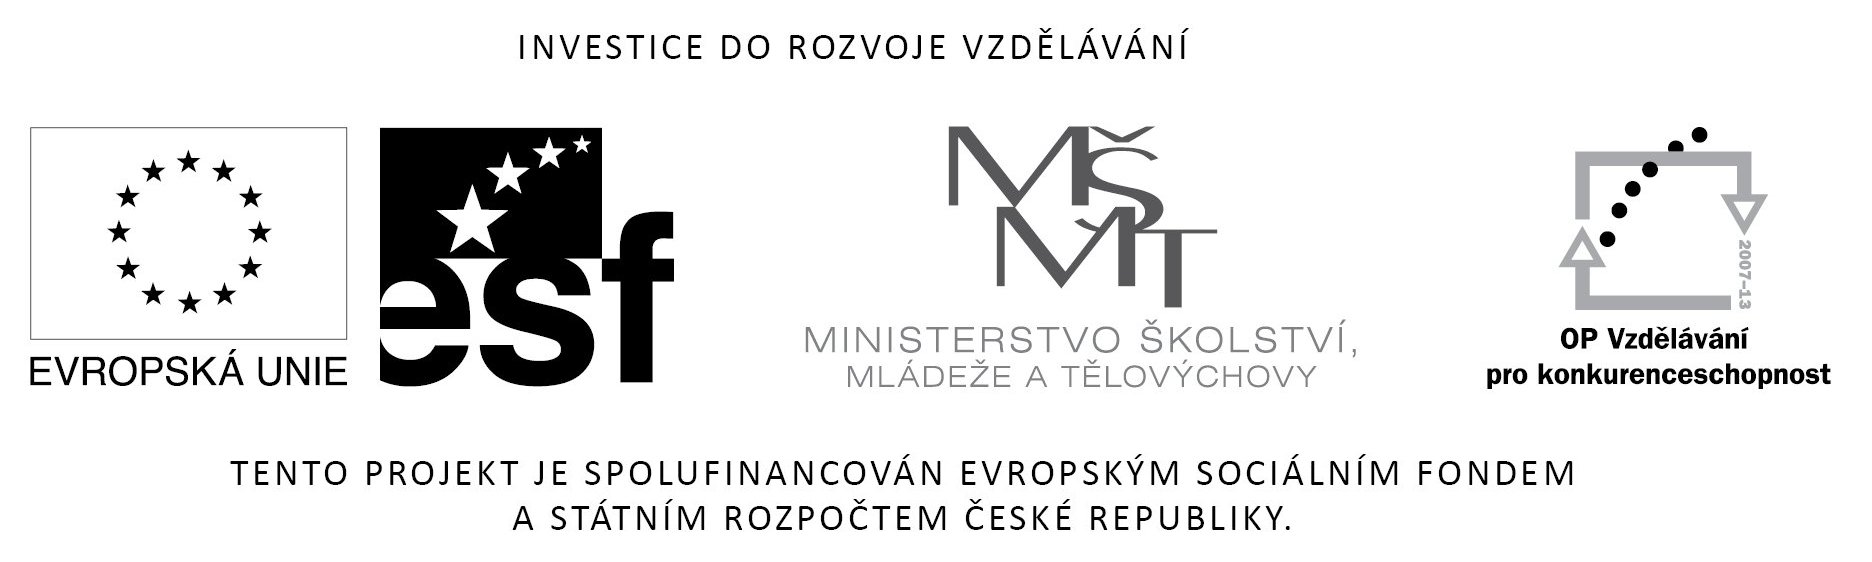 INVESTICE DO ROZVOJE VZDĚLÁVÁNÍ
EVROPSKÁ UNIE
esf
MŠMT
MINISTERSTVO ŠKOLSTVÍ,
MLÁDEŽE A TĚLOVÝCHOVY
2007-13
OP Vzdělávání
pro konkurenceschopnost
TENTO PROJEKT JE SPOLUFINANCOVÁN EVROPSKÝM SOCIÁLNÍM FONDEM
A STÁTNÍM ROZPOČTEM ČESKÉ REPUBLIKY.